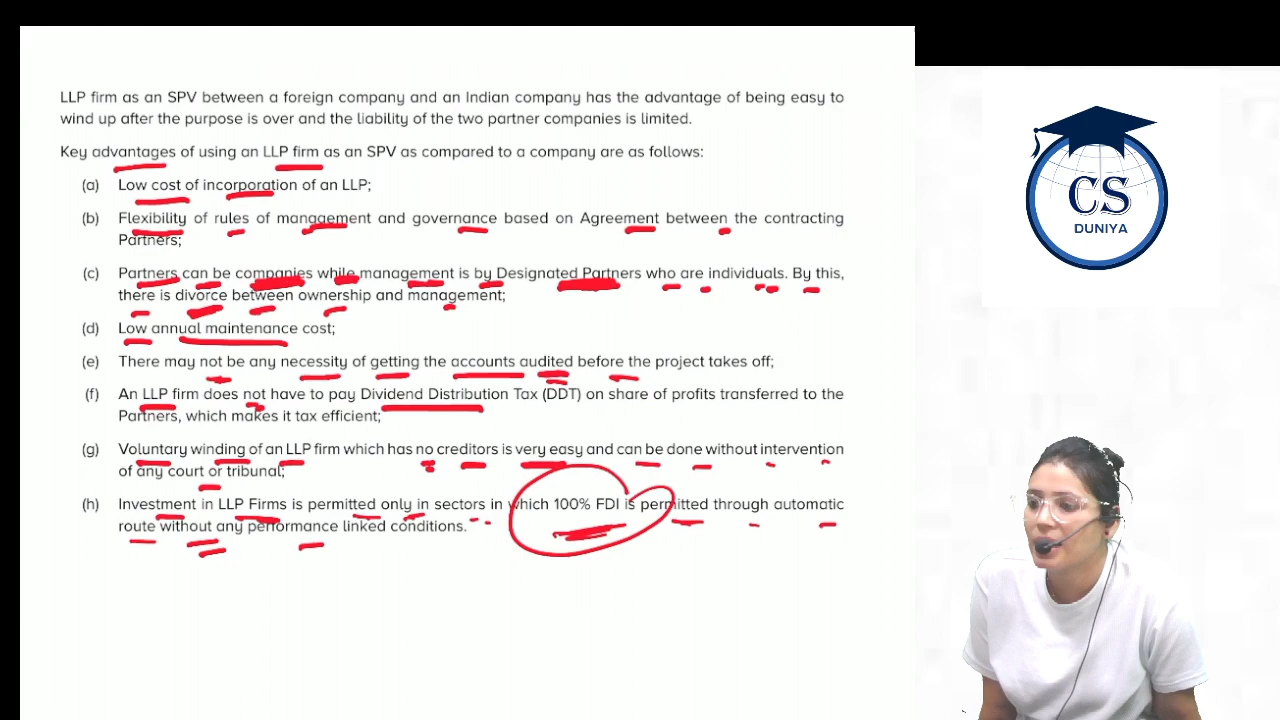 LLP firm as an SPV between a foreign company and an Indian company has the advantage of being easy to
wind up after the purpose is over and the liability of the two partner companies is limited.
Key advantages of using an LLP firm as an SPV as compared to a company are as follows:
(a) Low cost of incorporation of an LLP;
(b) Flexibility of rules of management and governance based on Agreement between the contracting
Partners;
(c) Partners can be companies while management is by Designated Partners who are individuals. By this,
there is divorce between ownership and management;
(d) Low annual maintenance cost;
(e) There may not be any necessity of getting the accounts audited before the project takes off;
(f) An LLP firm does not have to pay Dividend Distribution Tax (DDT) on share of profits transferred to the
Partners, which makes it tax efficient;
(g) Voluntary winding of an LLP firm which has no creditors is very easy and can be done without intervention
of any court or tribunal;
(h) Investment in LLP Firms is permitted only in sectors in which 100% FDI is permitted through automatic
route without any performance linked conditions.
CS
DUNIYA